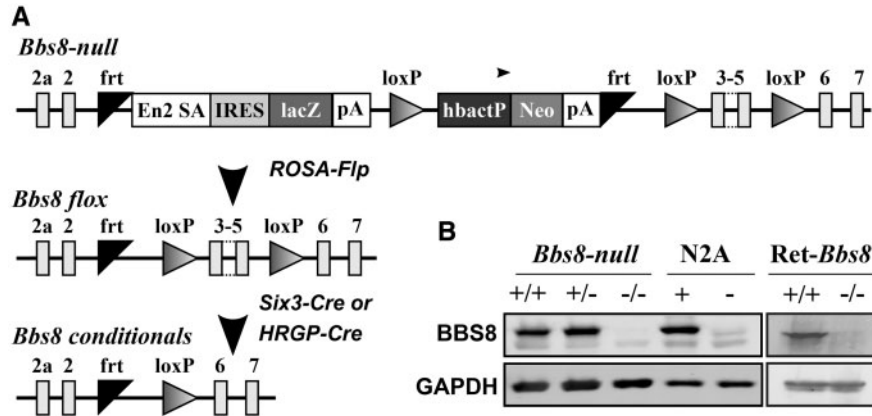 A
Bbs8-null
2a 2 frt loxP frt loxP 3-5 loxP 6 7
En2 SA IRES lacZ pA hbactP Neo pA
ROSA-Flp
Bbs8 flox
2a 2 frt loxP 3-5 loxP 6 7
Six3-Cre or
HRGP-Cre
Bbs8 conditionals
2a 2 frt loxP 6 7
B
Bbs8-null N2A Ret-Bbs8
+/+ +/- -/- + - +/+ -/-
BBS8
GAPDH